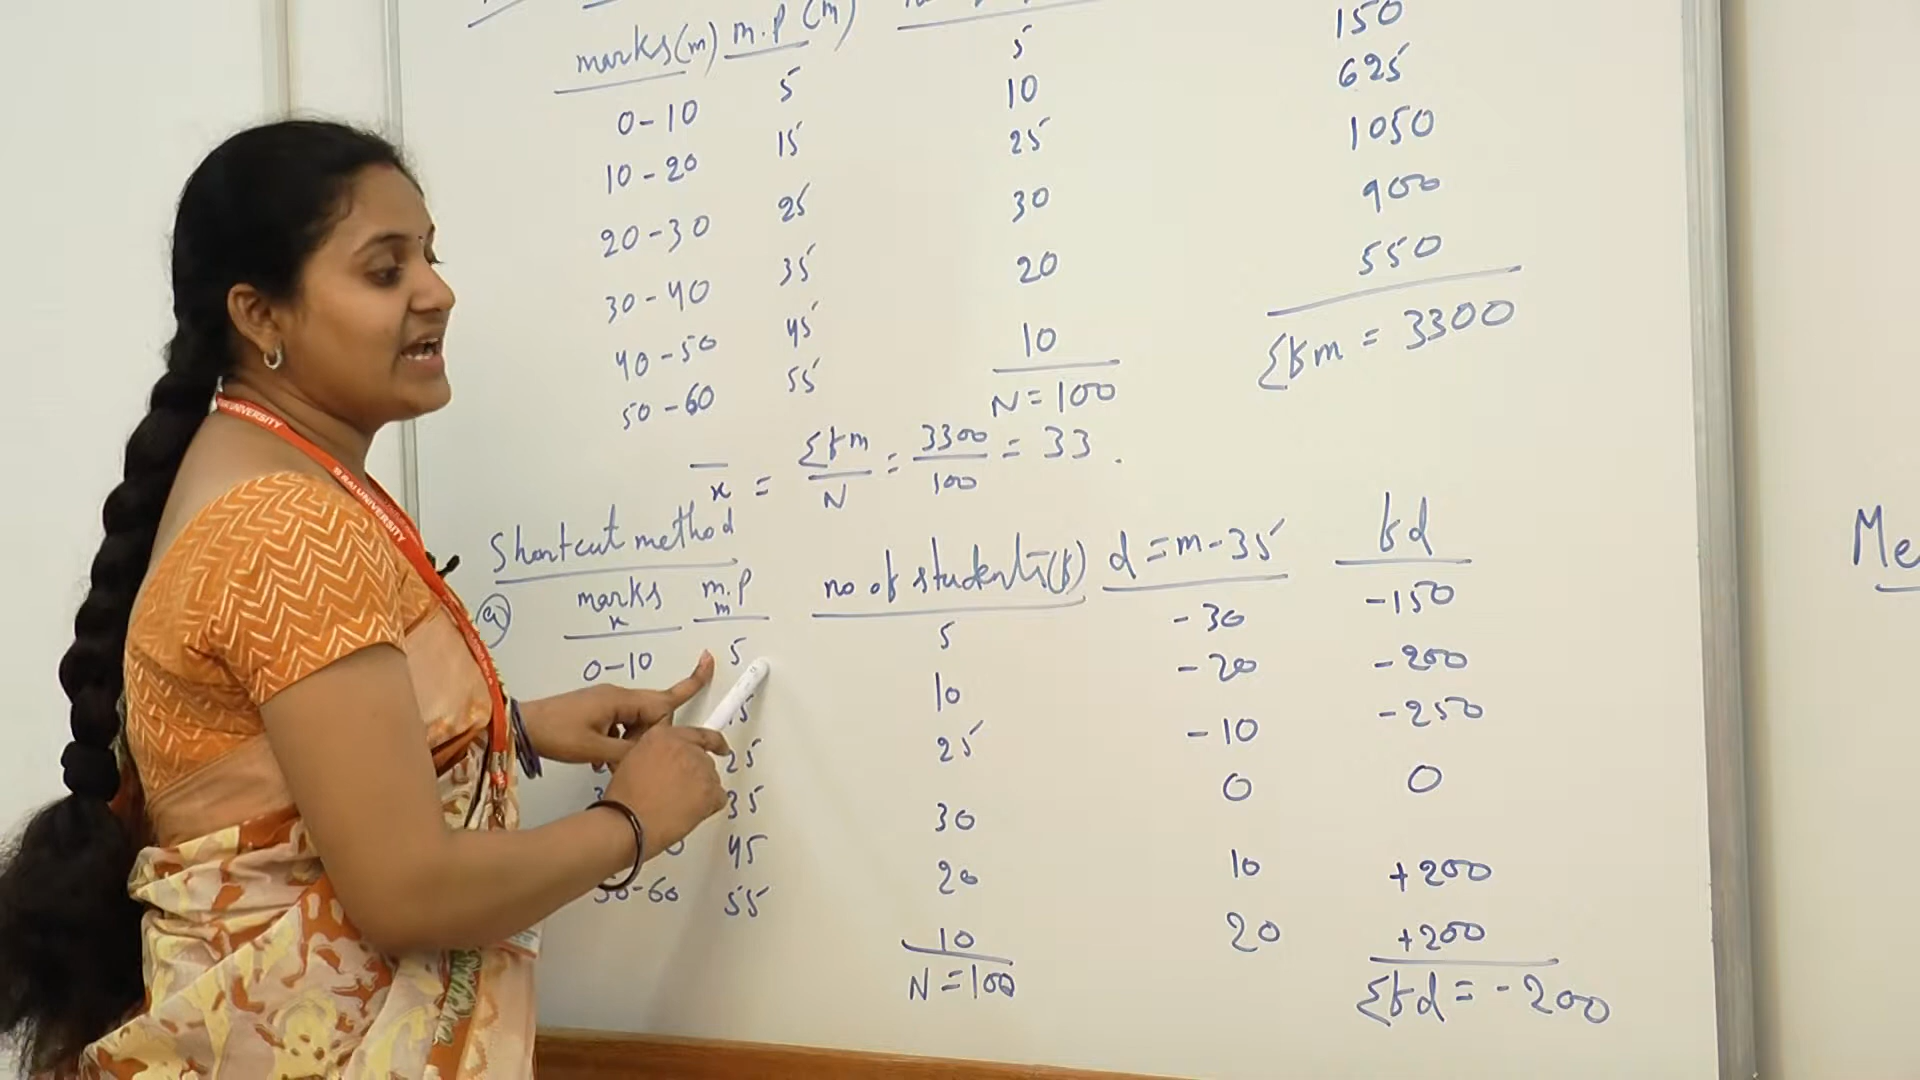 marks(m) m.p (m)
5
150
0-10 5 10 625
10-20 15 25 1050
20-30 25 30 900
30-40 35 20 550
40-50 45 10 Σfm = 3300
50-60 55 N = 100
x̄ = Σfm/N = 3300/100 = 33.
Shortcut method
marks x m.p m no of students(f) d = m-35 fd
0-10 5 5 -30 -150
15 10 -20 -200
25 25 -10 -250
35 30 0 0
45 20 10 +200
50-60 55 10 20 +200
N = 100 Σfd = -200
Me
UNIVERSITY
RAI UNIVERSITY